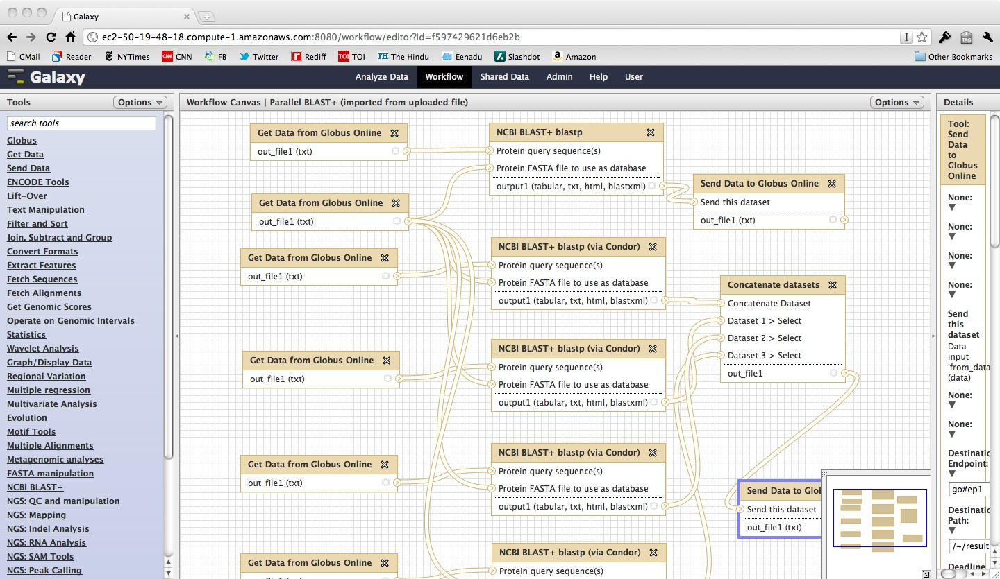 Galaxy
ec2-50-19-48-18.compute-1.amazonaws.com:8080/workflow/editor?id=f597429621d6eb2b
GMail Reader NYTimes CNN CNN FB Twitter Rediff TOI TOI TH The Hindu Eenadu Slashdot Amazon Other Bookmarks
TAG
Galaxy
Analyze Data Workflow Shared Data Admin Help User
Tools
Options
search tools
Globus
Get Data
Send Data
ENCODE Tools
Lift-Over
Text Manipulation
Filter and Sort
Join, Subtract and Group
Convert Formats
Extract Features
Fetch Sequences
Fetch Alignments
Get Genomic Scores
Operate on Genomic Intervals
Statistics
Wavelet Analysis
Graph/Display Data
Regional Variation
Multiple regression
Multivariate Analysis
Evolution
Motif Tools
Multiple Alignments
Metagenomic analyses
FASTA manipulation
NCBI BLAST+
NGS: QC and manipulation
NGS: Mapping
NGS: Indel Analysis
NGS: RNA Analysis
NGS: SAM Tools
NGS: Peak Calling
Workflow Canvas | Parallel BLAST+ (imported from uploaded file)
Options
Get Data from Globus Online
out_file1 (txt)
Get Data from Globus Online
out_file1 (txt)
Get Data from Globus Online
out_file1 (txt)
Get Data from Globus Online
out_file1 (txt)
Get Data from Globus Online
out_file1 (txt)
Get Data from Globus Online
NCBI BLAST+ blastp
Protein query sequence(s)
Protein FASTA file to use as database
output1 (tabular, txt, html, blastxml)
NCBI BLAST+ blastp (via Condor)
Protein query sequence(s)
Protein FASTA file to use as database
output1 (tabular, txt, html, blastxml)
NCBI BLAST+ blastp (via Condor)
Protein query sequence(s)
Protein FASTA file to use as database
output1 (tabular, txt, html, blastxml)
NCBI BLAST+ blastp (via Condor)
Protein query sequence(s)
Protein FASTA file to use as database
output1 (tabular, txt, html, blastxml)
NCBI BLAST+ blastp (via Condor)
Protein query sequence(s)
Send Data to Globus Online
Send this dataset
out_file1 (txt)
Concatenate datasets
Concatenate Dataset
Dataset 1 > Select
Dataset 2 > Select
Dataset 3 > Select
out_file1
Send Data to Glol
Send this dataset
out_file1 (txt)
Details
Tool:
Send
Data
to
Globus
Online
None:
None:
None:
None:
Send
this
dataset
Data
input
'from_data
(data)
None:
None:
Destinatic
Endpoint:
go#ep1
Destinatic
Path:
/~/result
Deadline